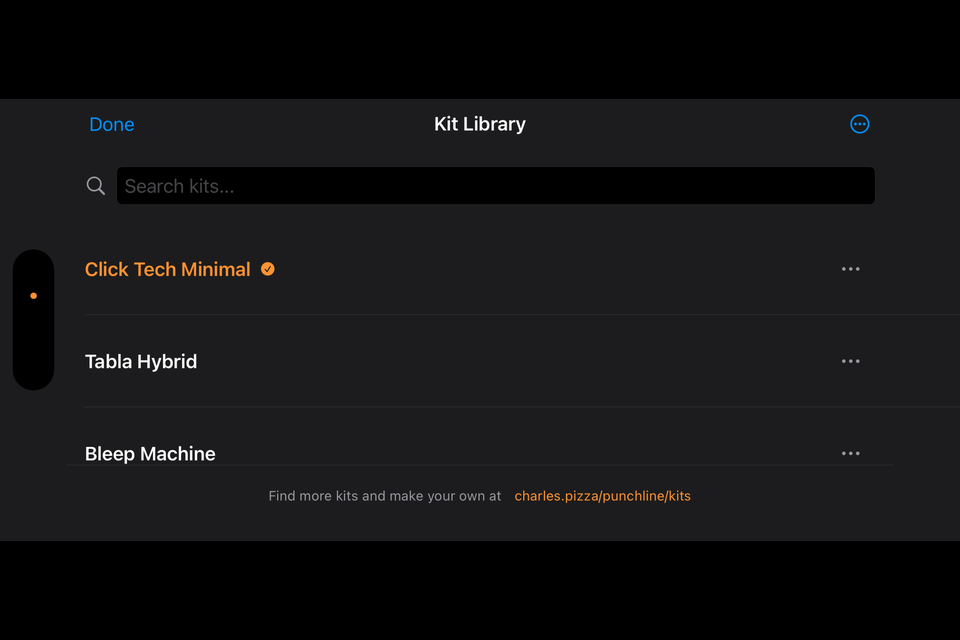 Done
Kit Library
Search kits...
Click Tech Minimal
Tabla Hybrid
Bleep Machine
Find more kits and make your own at charles.pizza/punchline/kits